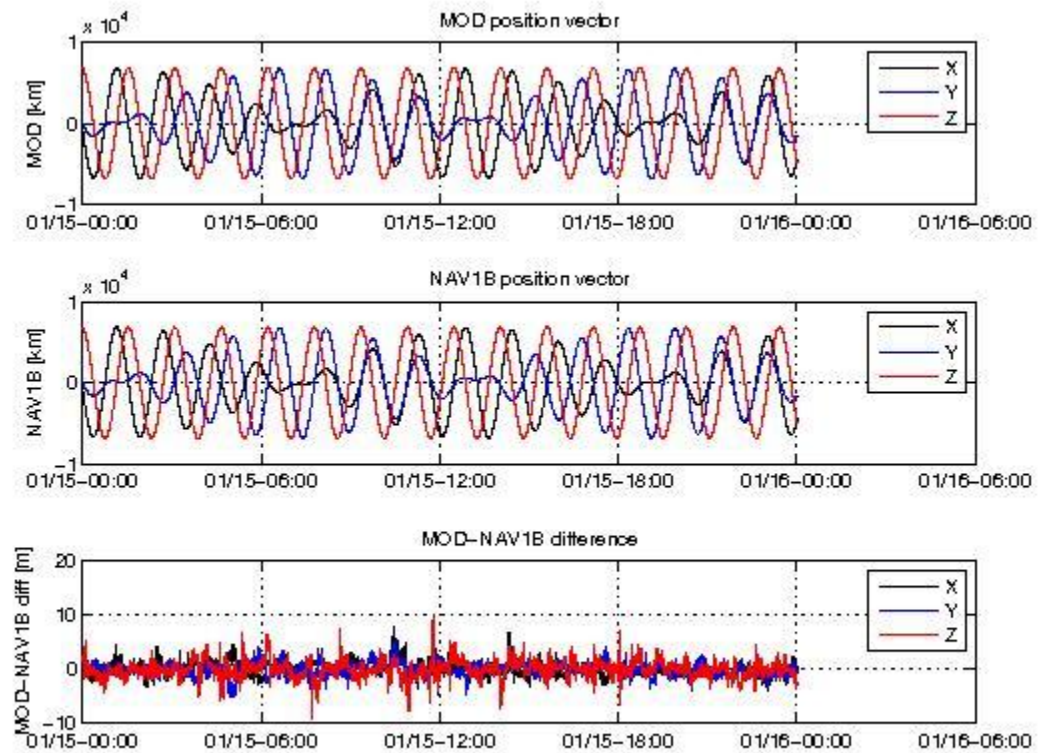 x 10^4
MOD position vector
1
0
−1
MOD [km]
X
Y
Z
01/15−00:00 01/15−06:00 01/15−12:00 01/15−18:00 01/16−00:00 01/16−06:00
x 10^4
NAV1B position vector
1
0
−1
NAV1B [km]
X
Y
Z
01/15−00:00 01/15−06:00 01/15−12:00 01/15−18:00 01/16−00:00 01/16−06:00
MOD−NAV1B difference
20
10
0
−10
MOD−NAV1B diff [m]
X
Y
Z
01/15−00:00 01/15−06:00 01/15−12:00 01/15−18:00 01/16−00:00 01/16−06:00